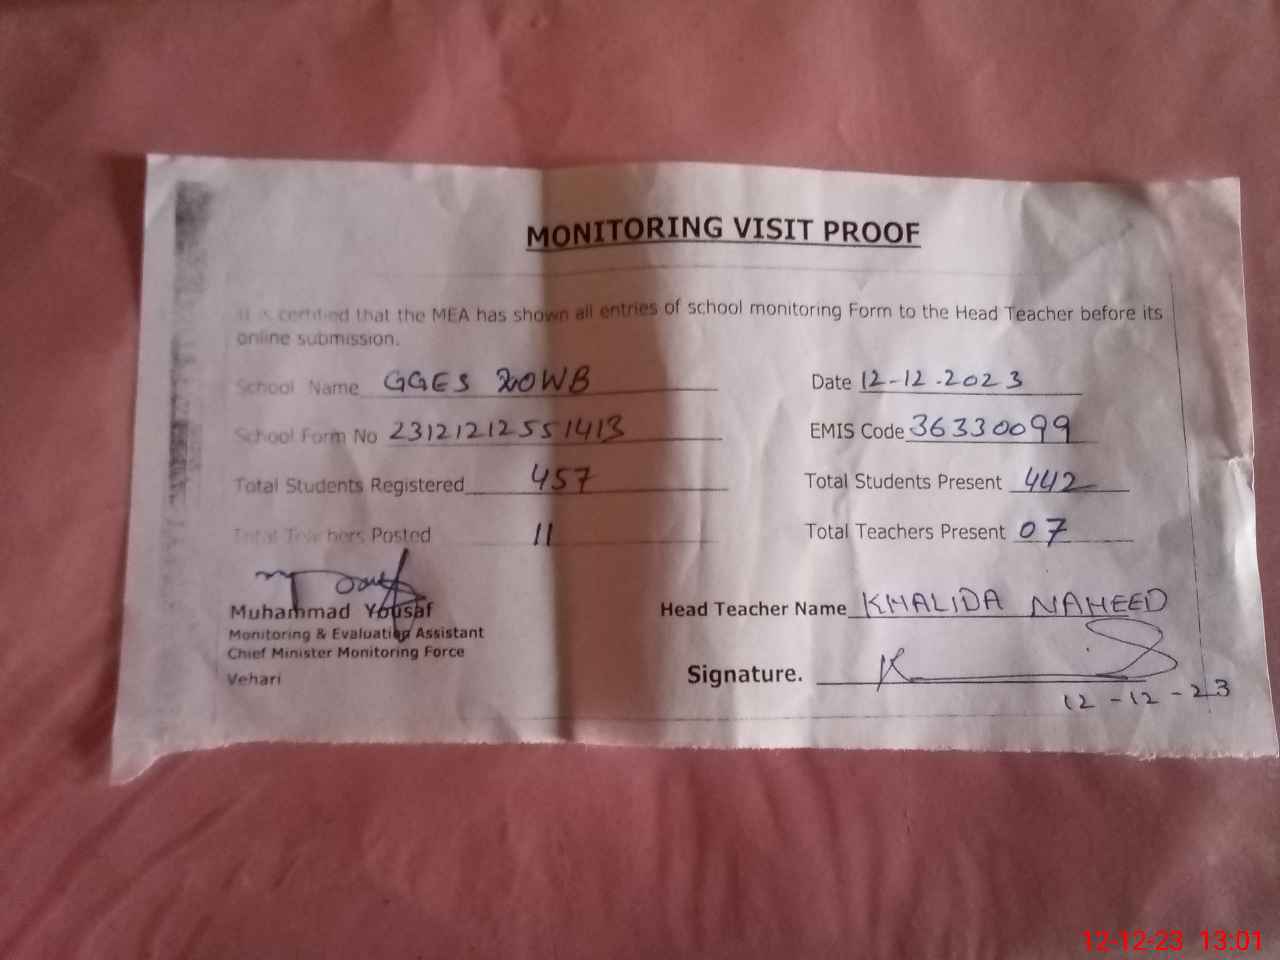 MONITORING VISIT PROOF
It is certified that the MEA has shown all entries of school monitoring Form to the Head Teacher before its
online submission.
School Name GGES WB
Date 12-12-2023
School Form No 23121212551413
EMIS Code 36330099
Total Students Registered 457
Total Students Present 442
Total Teachers Posted 11
Total Teachers Present 07
Muhammad Yousaf
Monitoring & Evaluation Assistant
Chief Minister Monitoring Force
Vehari
Head Teacher Name KHALIDA NAHEED
Signature.
12-12-23
12-12-23 13:01